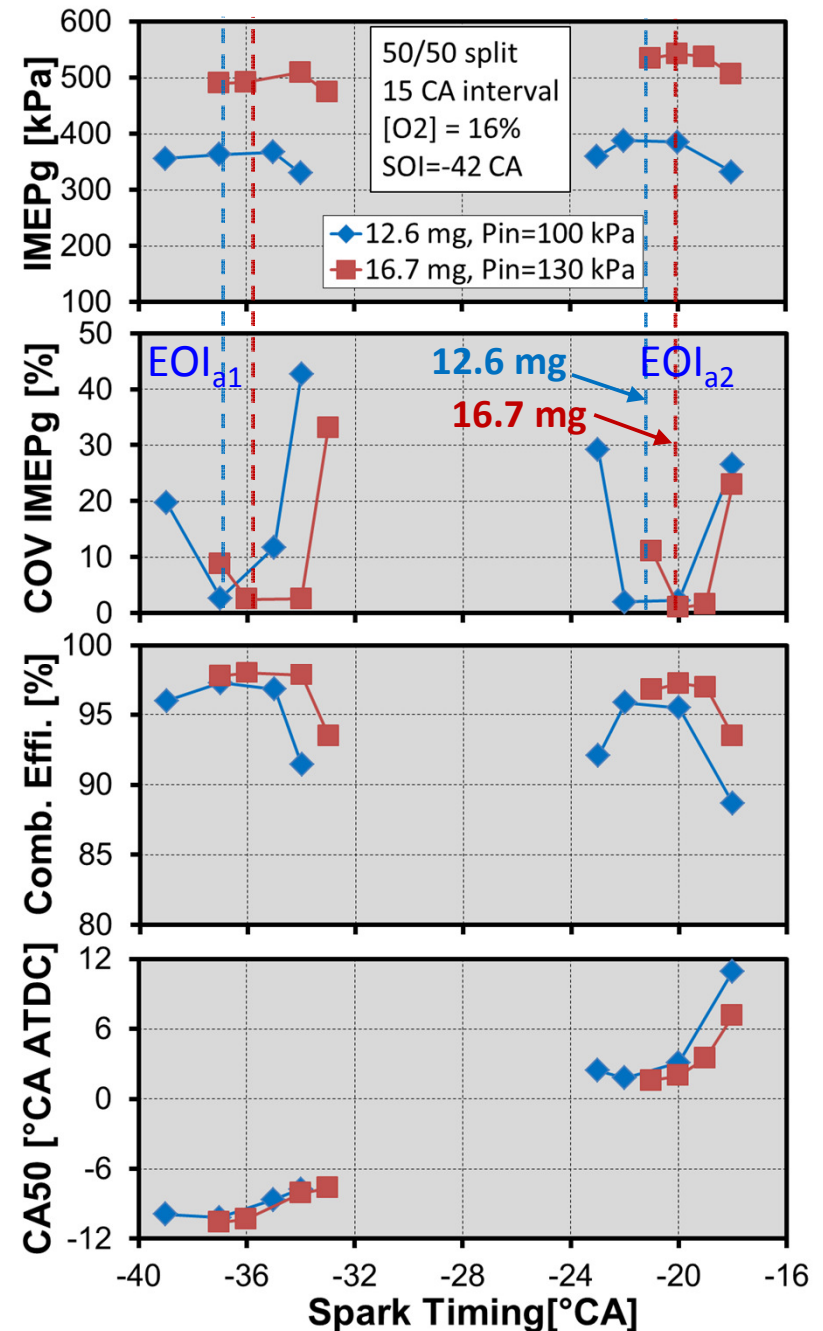 IMEPg [kPa]
600
500
400
300
200
100
50/50 split
15 CA interval
[O2] = 16%
SOI=-42 CA
12.6 mg, Pin=100 kPa
16.7 mg, Pin=130 kPa
COV IMEPg [%]
50
40
30
20
10
0
EOIa1
12.6 mg
EOIa2
16.7 mg
Comb. Effi. [%]
100
95
90
85
80
CA50 [°CA ATDC]
12
6
0
-6
-12
-40 -36 -32 -28 -24 -20 -16
Spark Timing[°CA]